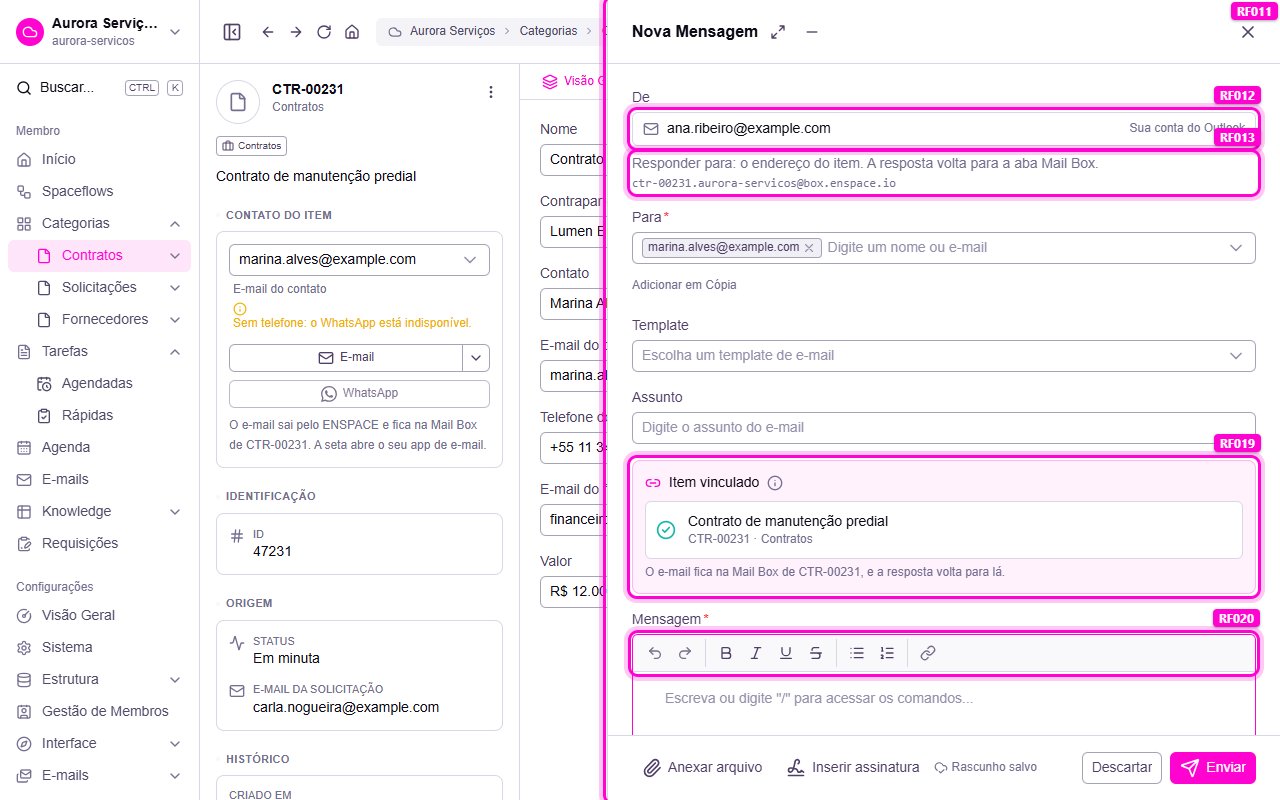 Aurora Serviç...
aurora-servicos
Buscar...
CTRL
K
Membro
Início
Spaceflows
Categorias
Contratos
Solicitações
Fornecedores
Tarefas
Agendadas
Rápidas
Agenda
E-mails
Knowledge
Requisições
Configurações
Visão Geral
Sistema
Estrutura
Gestão de Membros
Interface
E-mails
Aurora Serviços
Categorias
CTR-00231
Contratos
Contratos
Contrato de manutenção predial
CONTATO DO ITEM
marina.alves@example.com
E-mail do contato
Sem telefone: o WhatsApp está indisponível.
E-mail
WhatsApp
O e-mail sai pelo ENSPACE e fica na Mail Box
de CTR-00231. A seta abre o seu app de e-mail.
IDENTIFICAÇÃO
ID
47231
ORIGEM
STATUS
Em minuta
E-MAIL DA SOLICITAÇÃO
carla.nogueira@example.com
HISTÓRICO
CRIADO EM
Visão G
Nome
Contrato
Contrapar
Lumen E
Contato
Marina A
E-mail do
marina.al
Telefone d
+55 11 3
E-mail do
financeir
Valor
R$ 12.00
RF011
Nova Mensagem
De
RF012
ana.ribeiro@example.com
Sua conta do Outlook
RF013
Responder para: o endereço do item. A resposta volta para a aba Mail Box.
ctr-00231.aurora-servicos@box.enspace.io
Para*
marina.alves@example.com
Digite um nome ou e-mail
Adicionar em Cópia
Template
Escolha um template de e-mail
Assunto
Digite o assunto do e-mail
RF019
Item vinculado
Contrato de manutenção predial
CTR-00231 · Contratos
O e-mail fica na Mail Box de CTR-00231, e a resposta volta para lá.
RF020
Mensagem*
Escreva ou digite "/" para acessar os comandos...
Anexar arquivo
Inserir assinatura
Rascunho salvo
Descartar
Enviar